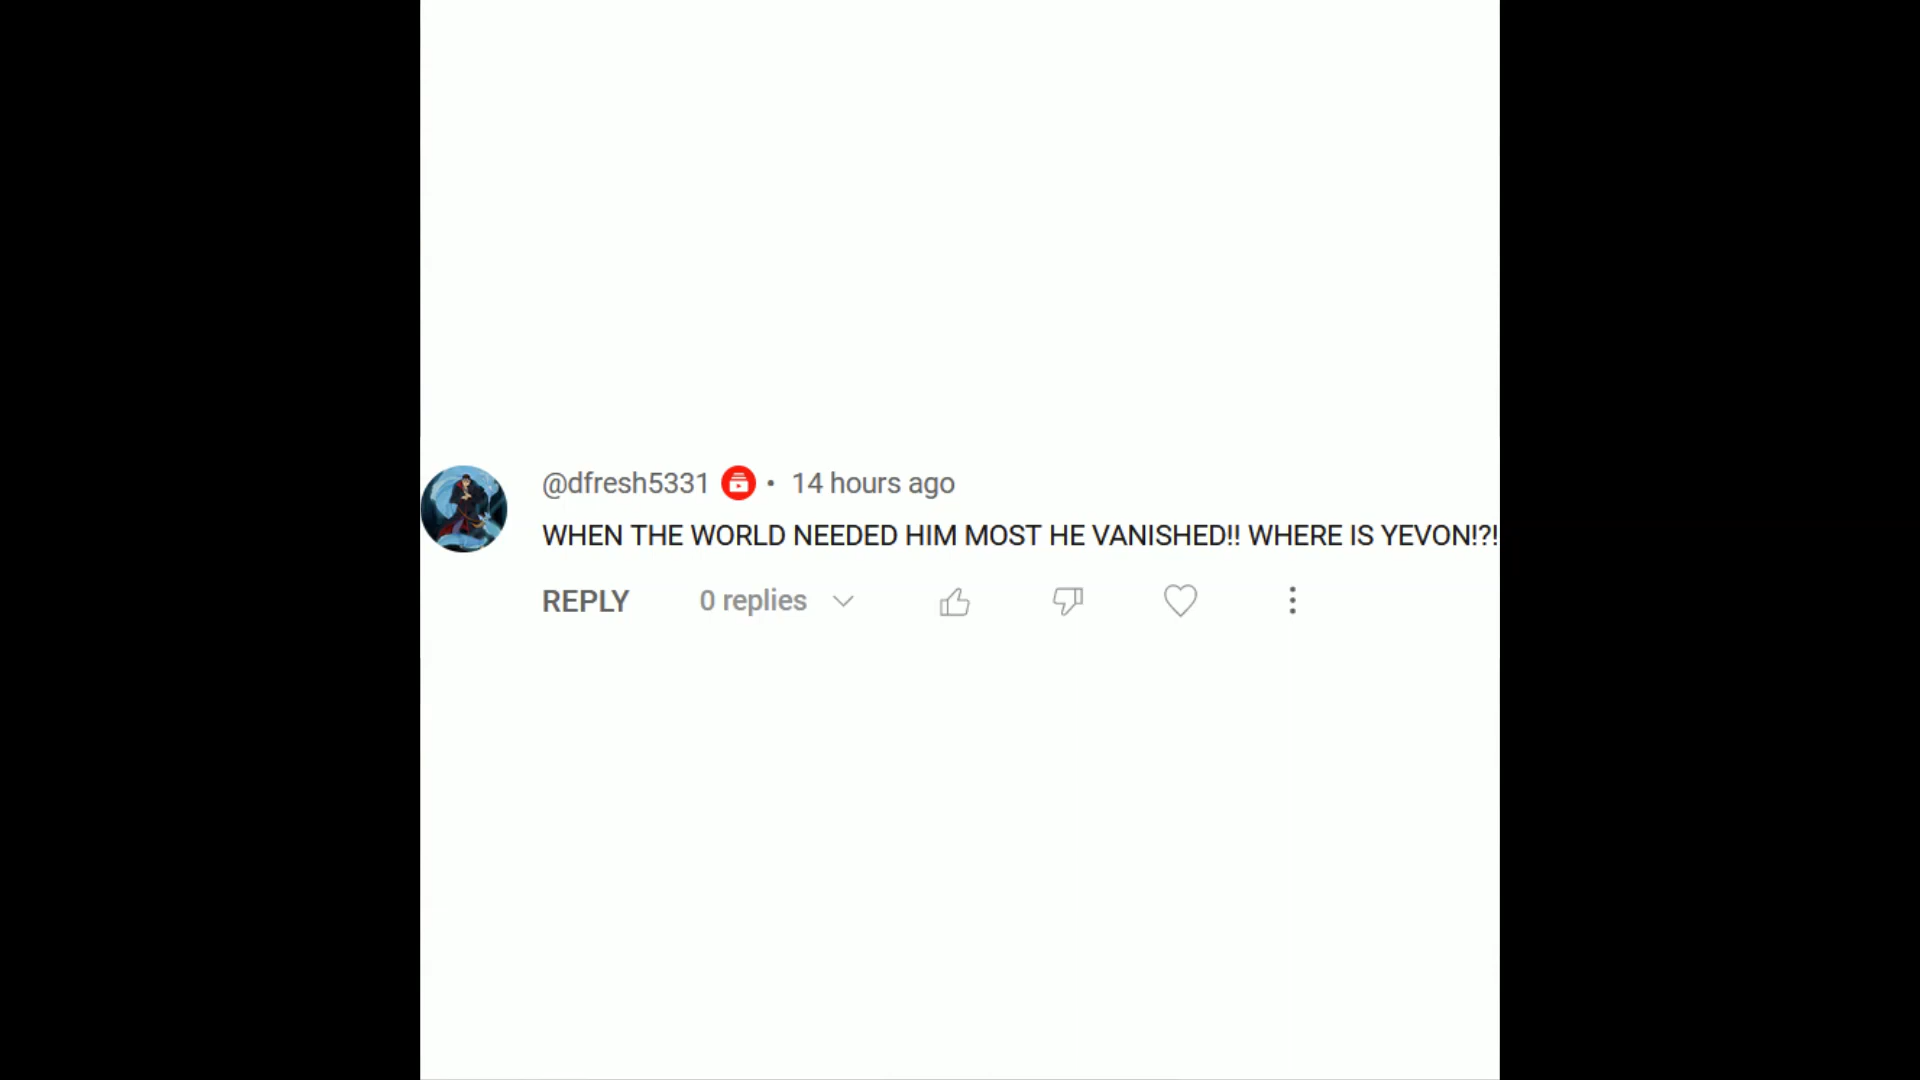 @dfresh5331 • 14 hours ago
WHEN THE WORLD NEEDED HIM MOST HE VANISHED!! WHERE IS YEVON!?!
REPLY 0 replies